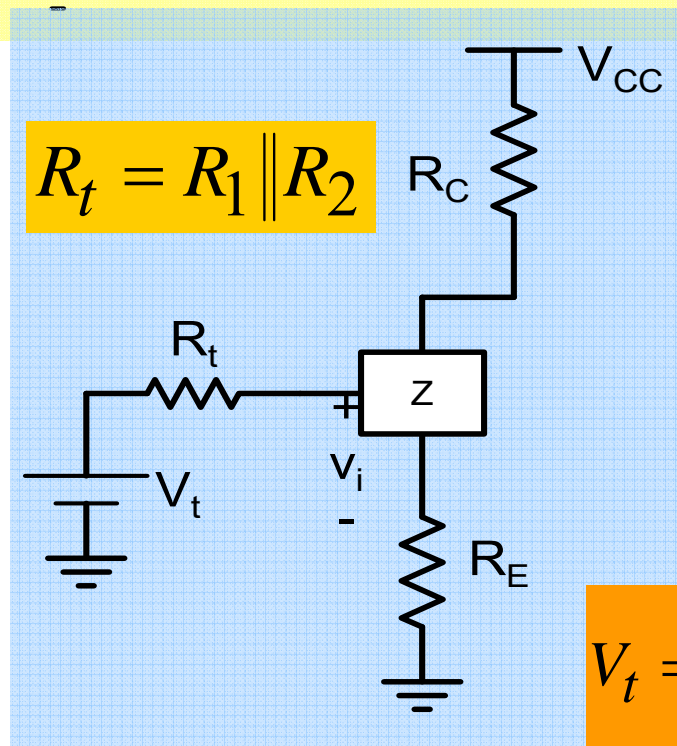 V_CC
R_t = R_1 || R_2
R_C
R_t
Z
+
v_i
-
V_t
R_E
V_t =